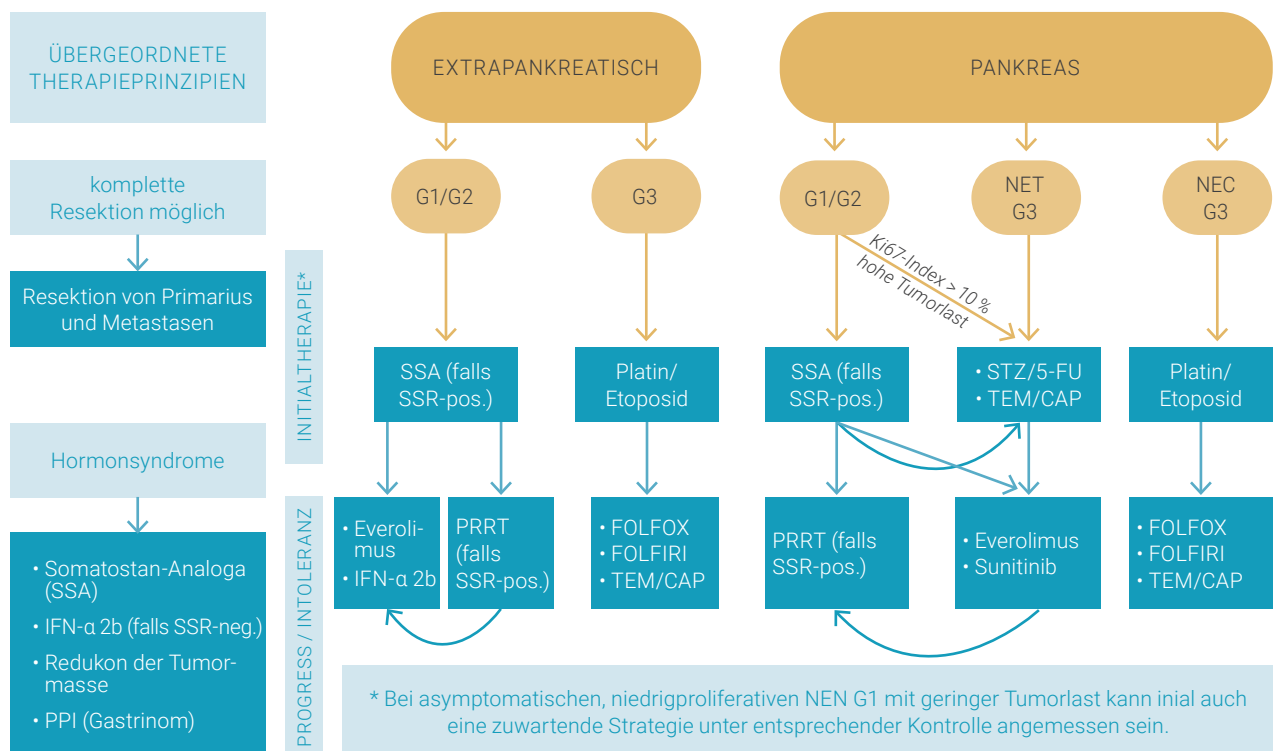 ÜBERGEORDNETE
THERAPIEPRINZIPIEN
komplette
Resektion möglich
Resektion von Primarius
und Metastasen
Hormonsyndrome
• Somatostan-Analoga
(SSA)
• IFN-α 2b (falls SSR-neg.)
• Redukon der Tumor-
masse
• PPI (Gastrinom)
INITIALTHERAPIE*
PROGRESS / INTOLERANZ
EXTRAPANKREATISCH
G1/G2
G3
SSA (falls
SSR-pos.)
Platin/
Etoposid
• Everoli-
mus
• IFN-α 2b
PRRT
(falls
SSR-pos.)
• FOLFOX
• FOLFIRI
• TEM/CAP
PANKREAS
G1/G2
NET
G3
NEC
G3
Ki67-Index > 10 %
hohe Tumorlast
SSA (falls
SSR-pos.)
• STZ/5-FU
• TEM/CAP
Platin/
Etoposid
PRRT (falls
SSR-pos.)
• Everolimus
• Sunitinib
• FOLFOX
• FOLFIRI
• TEM/CAP
* Bei asymptomatischen, niedrigproliferativen NEN G1 mit geringer Tumorlast kann inial auch
eine zuwartende Strategie unter entsprechender Kontrolle angemessen sein.